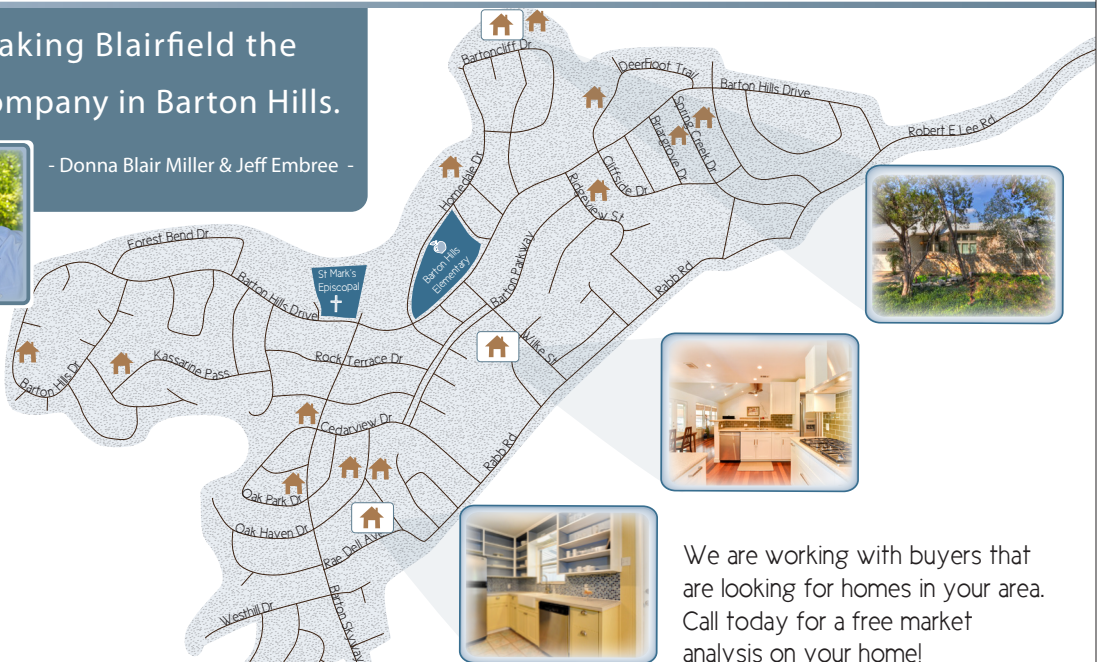 aking Blairfield the
ompany in Barton Hills.
- Donna Blair Miller & Jeff Embree -
Bartoncliff Dr
Deerfoot Trail
Barton Hills Drive
Robert E Lee Rd
Spring Creek Dr
Briargrove Dr
Cliffside Dr
Ridgeview St
Homedale Dr
Barton Hills
Elementary
Barton Parkway
Rabb Rd
Forest Bend Dr
St Mark's
Episcopal
Barton Hills Drive
Wilke St
Rock Terrace Dr
Kassarine Pass
Barton Hills Dr
Cedarview Dr
Rabb Rd
Oak Park Dr
Oak Haven Dr
Rae Dell Ave
Westhill Dr
Barton Skyway
We are working with buyers that
are looking for homes in your area.
Call today for a free market
analysis on your home!